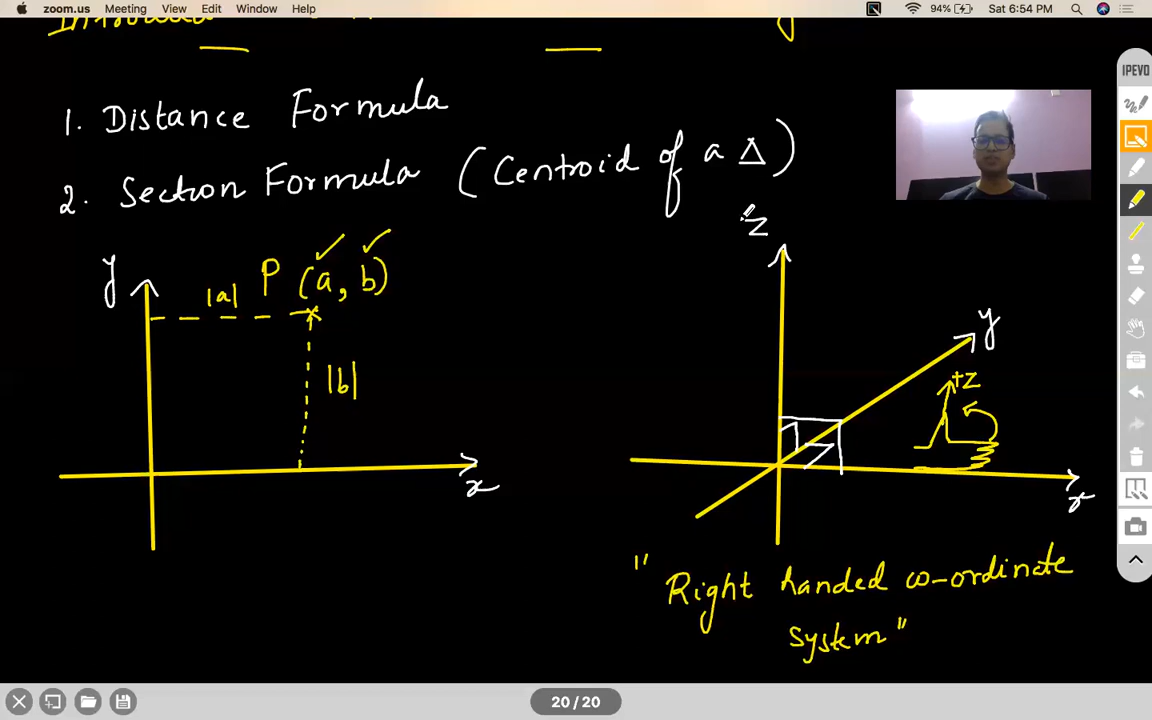 zoom.us Meeting View Edit Window Help 94% Sat 6:54 PM
IPEVO
1. Distance Formula
2. Section Formula (Centroid of a Δ)
z
y |a| P (a, b)
y
|b|
+z
x
x
"Right handed co-ordinate
system"
20/20